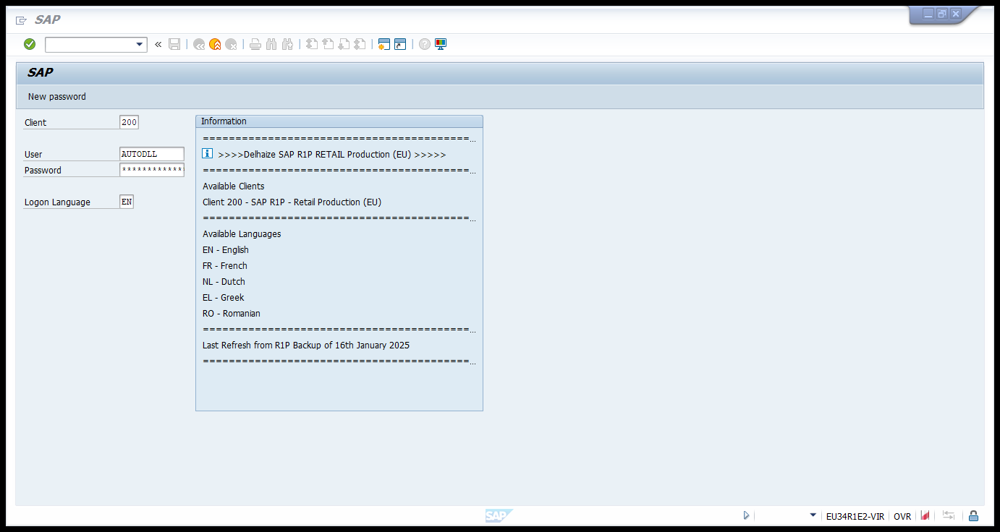 SAP
SAP
New password
Client 200
User AUTODLL
Password *************
Logon Language EN
Information
=========================================...
>>>>Delhaize SAP R1P RETAIL Production (EU) >>>>>
=========================================...
Available Clients
Client 200 - SAP R1P - Retail Production (EU)
=========================================...
Available Languages
EN - English
FR - French
NL - Dutch
EL - Greek
RO - Romanian
=========================================...
Last Refresh from R1P Backup of 16th January 2025
=========================================...
SAP
EU34R1E2-VIR OVR